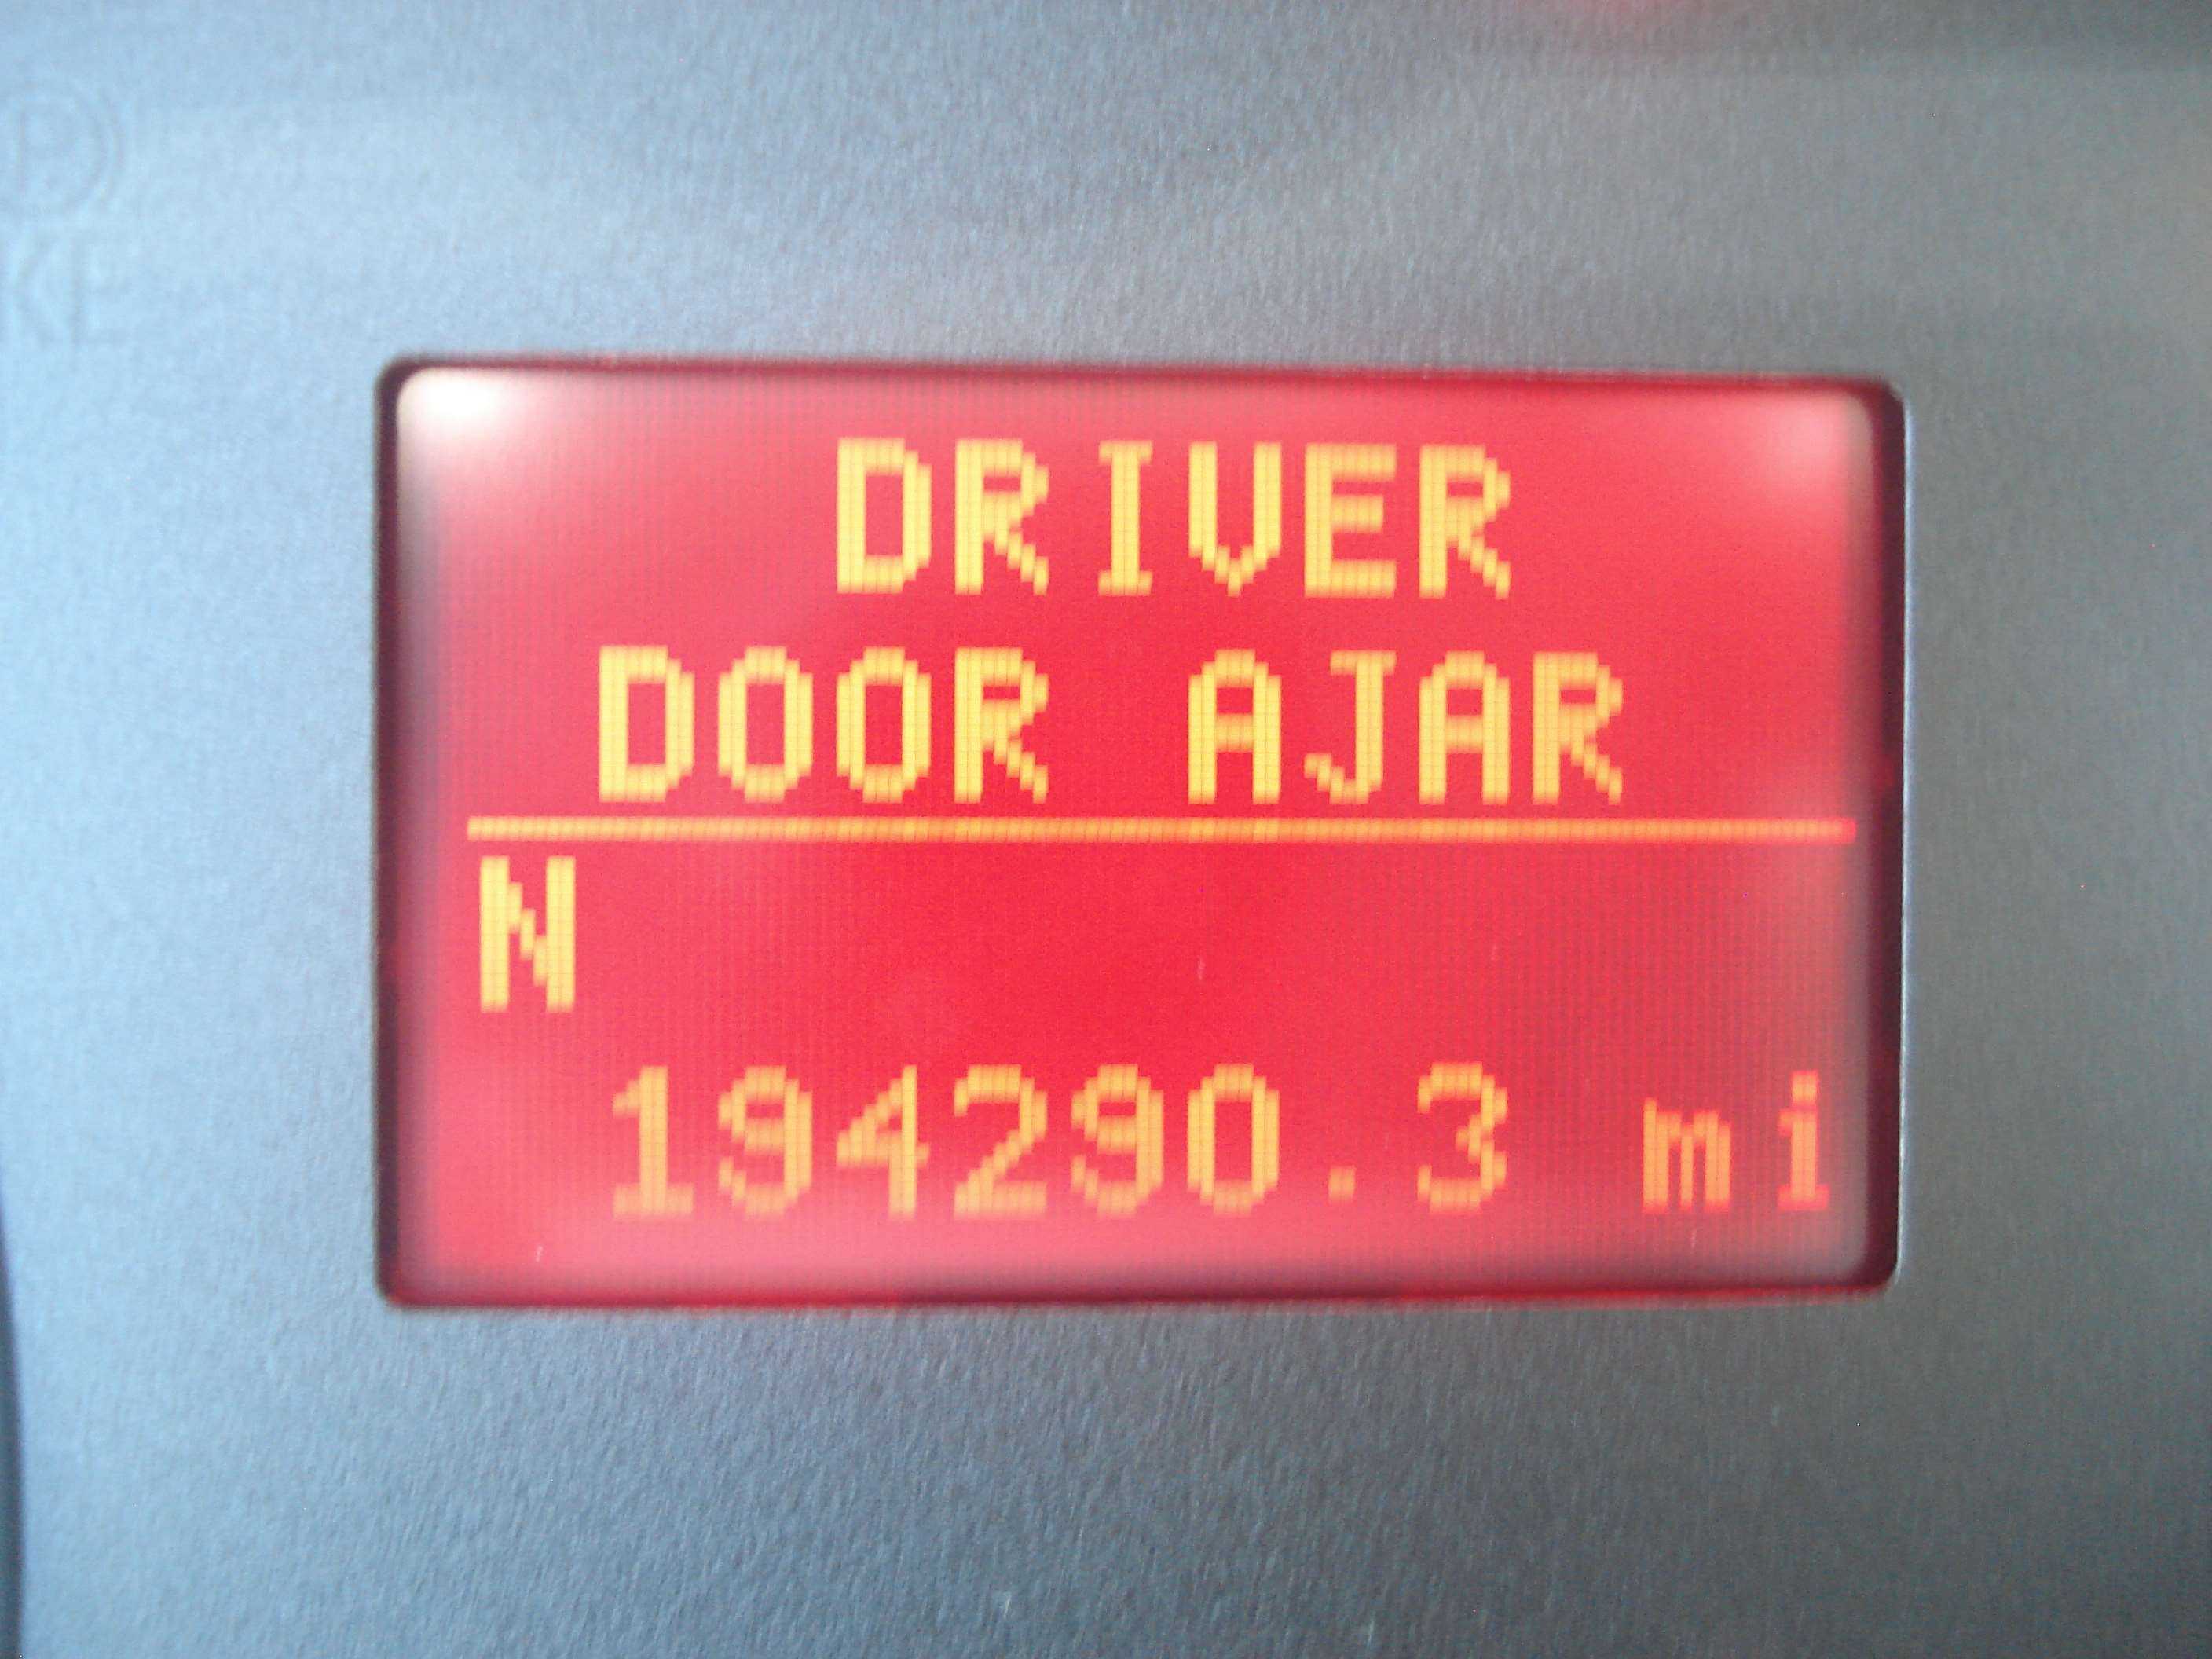 DRIVER
DOOR AJAR
N
194290.3 mi